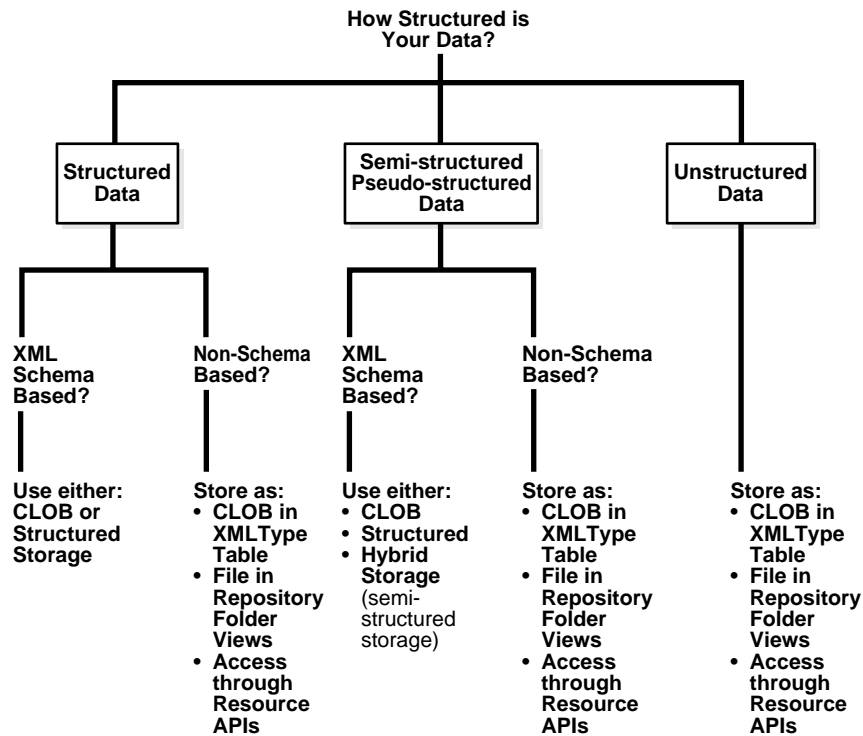 How Structured is
Your Data?
Structured
Data
Semi-structured
Pseudo-structured
Data
Unstructured
Data
XML
Schema
Based?
Non-Schema
Based?
XML
Schema
Based?
Non-Schema
Based?
Use either:
CLOB or
Structured
Storage
Store as:
• CLOB in
XMLType
Table
• File in
Repository
Folder
Views
• Access
through
Resource
APIs
Use either:
• CLOB
• Structured
• Hybrid
Storage
(semi-
structured
storage)
Store as:
• CLOB in
XMLType
Table
• File in
Repository
Folder
Views
• Access
through
Resource
APIs
Store as:
• CLOB in
XMLType
Table
• File in
Repository
Folder
Views
• Access
through
Resource
APIs